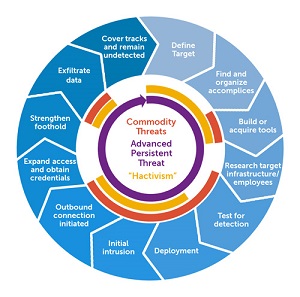 Define
Target
Find and
organize
accomplices
Build or
acquire tools
Research target
infrastructure/
employees
Test for
detection
Deployment
Initial
intrusion
Outbound
connection
initiated
Expand access
and obtain
credentials
Strengthen
foothold
Exfiltrate
data
Cover tracks
and remain
undetected
Commodity
Threats
Advanced
Persistent
Threat
"Hactivism"